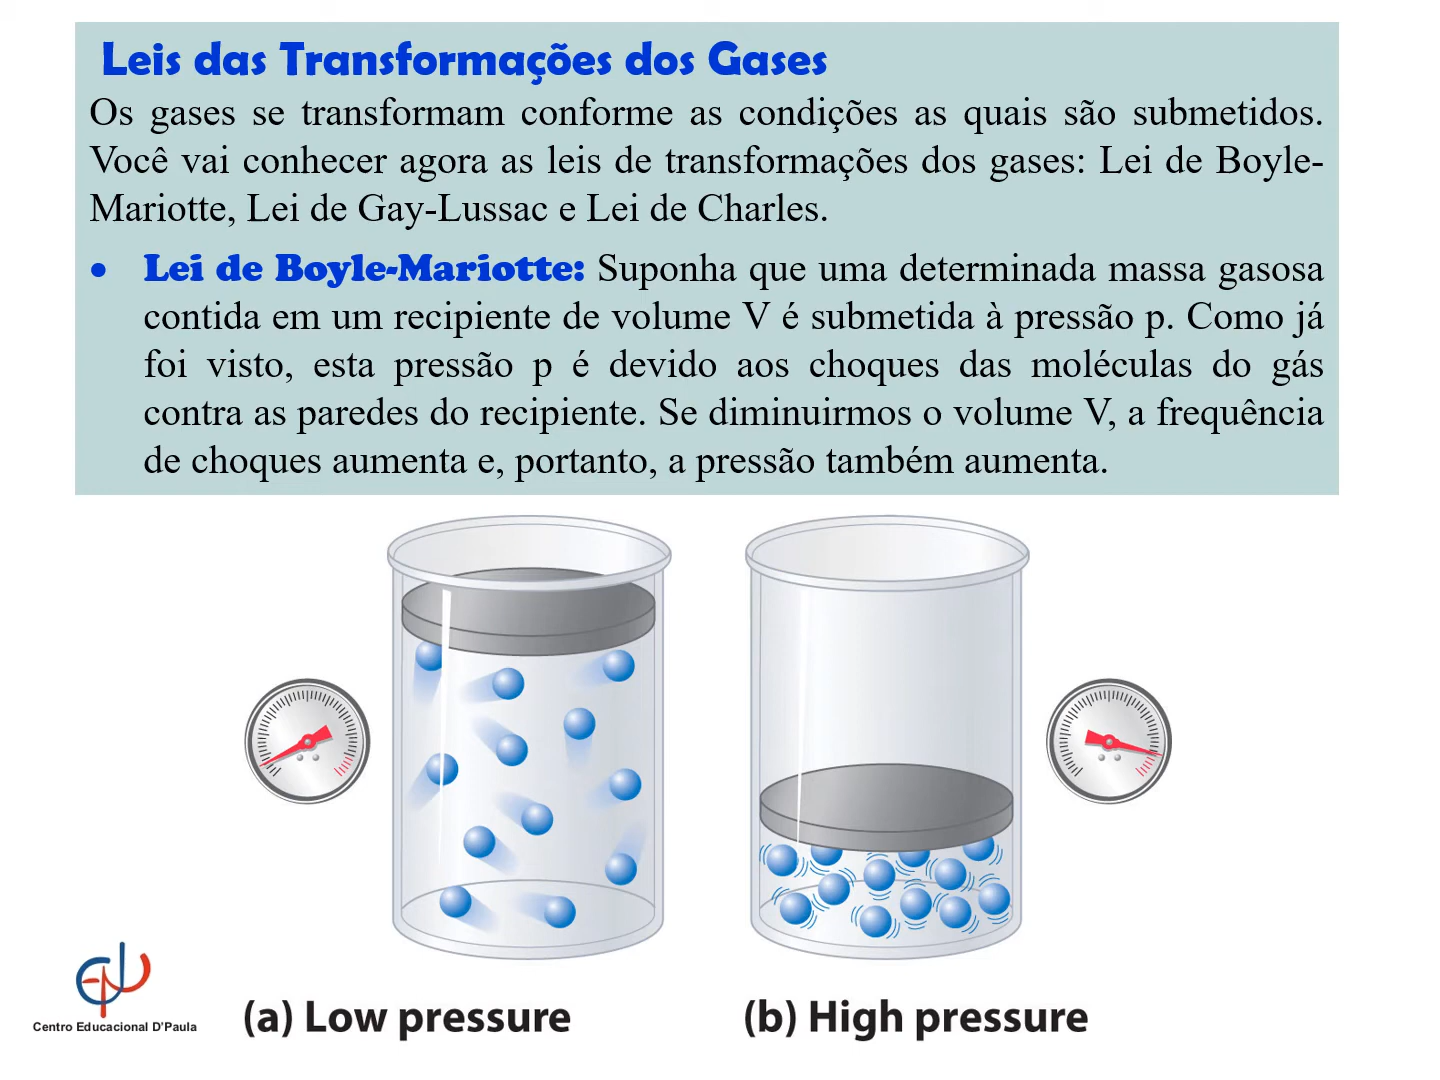 Leis das Transformações dos Gases
Os gases se transformam conforme as condições as quais são submetidos.
Você vai conhecer agora as leis de transformações dos gases: Lei de Boyle-
Mariotte, Lei de Gay-Lussac e Lei de Charles.
• Lei de Boyle-Mariotte: Suponha que uma determinada massa gasosa
contida em um recipiente de volume V é submetida à pressão p. Como já
foi visto, esta pressão p é devido aos choques das moléculas do gás
contra as paredes do recipiente. Se diminuirmos o volume V, a frequência
de choques aumenta e, portanto, a pressão também aumenta.
Centro Educacional D'Paula
(a) Low pressure
(b) High pressure